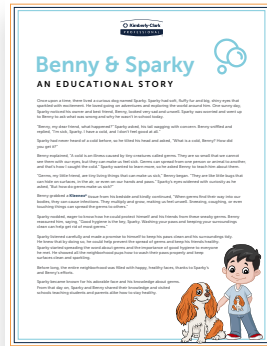 Kimberly-Clark
PROFESSIONAL
Benny & Sparky
AN EDUCATIONAL STORY
Once upon a time, there lived a curious dog named Sparky. Sparky had soft, fluffy fur and big, shiny eyes that
sparkled with excitement. He loved going on adventures and exploring the world around him. One sunny day,
Sparky noticed his owner and best friend, Benny, looked very sad and unwell. Sparky was worried and went up
to Benny to ask what was wrong and why he wasn't in school today.
"Benny, my dear friend, what happened?" Sparky asked, his tail wagging with concern. Benny sniffled and
replied, "I'm sick, Sparky. I have a cold, and I don't feel good at all."
Sparky had never heard of a cold before, so he tilted his head and asked, "What is a cold, Benny? How did
you get it?"
Benny explained, "A cold is an illness caused by tiny creatures called germs. They are so small that we cannot
see them with our eyes, but they can make us feel sick. Germs can spread from one person or animal to another,
and that's how I caught the cold." Sparky wanted to learn more, so he asked Benny to teach him about them.
"Germs, my little friend, are tiny living things that can make us sick," Benny began. "They are like little bugs that
can hide on surfaces, in the air, or even on our hands and paws." Sparky's eyes widened with curiosity as he
asked, "But how do germs make us sick?"
Benny grabbed a Kleenex® tissue from his bedside and kindly continued, "When germs find their way into our
bodies, they can cause infections. They multiply and grow, making us feel unwell. Sneezing, coughing, or even
touching things can spread the germs to others."
Sparky nodded, eager to know how he could protect himself and his friends from these sneaky germs. Benny
reassured him, saying, "Good hygiene is the key, Sparky. Washing your paws and keeping your surroundings
clean can help get rid of most germs."
Sparky listened carefully and made a promise to himself to keep his paws clean and his surroundings tidy.
He knew that by doing so, he could help prevent the spread of germs and keep his friends healthy.
Sparky started spreading the word about germs and the importance of good hygiene to everyone
he met. He showed all the neighborhood pups how to wash their paws properly and keep
surfaces clean and sparkling.
Before long, the entire neighborhood was filled with happy, healthy faces, thanks to Sparky's
and Benny's efforts.
Sparky became known for his adorable face and his knowledge about germs.
From that day on, Sparky and Benny shared their knowledge and visited
schools teaching students and parents alike how to stay healthy.